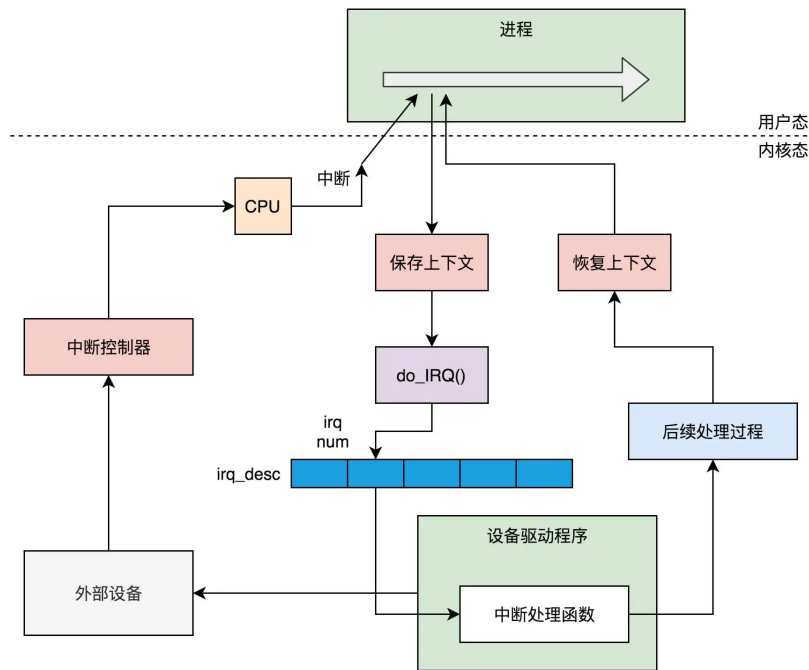 进程
用户态
内核态
中断
CPU
保存上下文
恢复上下文
中断控制器
do_IRQ()
irq
num
后续处理过程
irq_desc
设备驱动程序
外部设备
中断处理函数